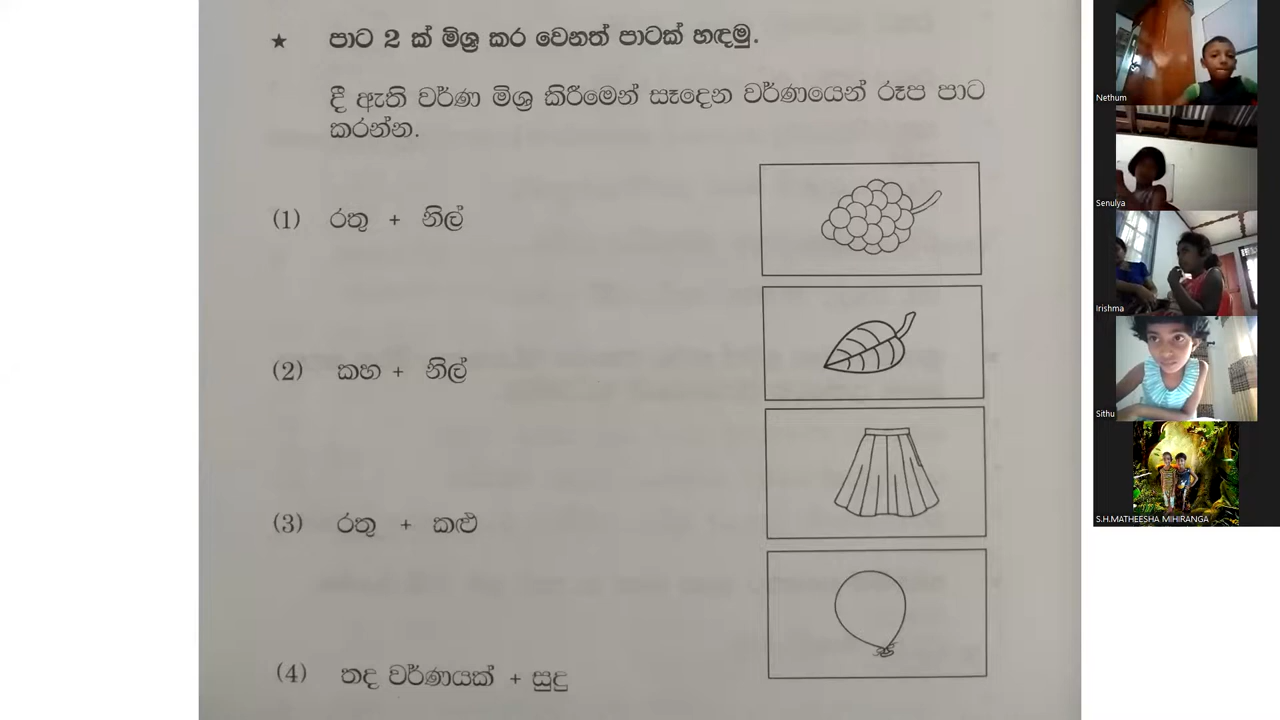 ★ පාට 2 ක් මිශ්‍ර කර වෙනත් පාටක් හඳමු.
දී ඇති වර්ණ මිශ්‍ර කිරීමෙන් සෑදෙන වර්ණයෙන් රූප පාට
කරන්න.
(1) රතු + නිල්
(2) කහ + නිල්
(3) රතු + කළු
(4) තද වර්ණයක් + සුදු
Nethum
Senulya
Irishma
Sithu
S.H.MATHEESHA MIHIRANGA